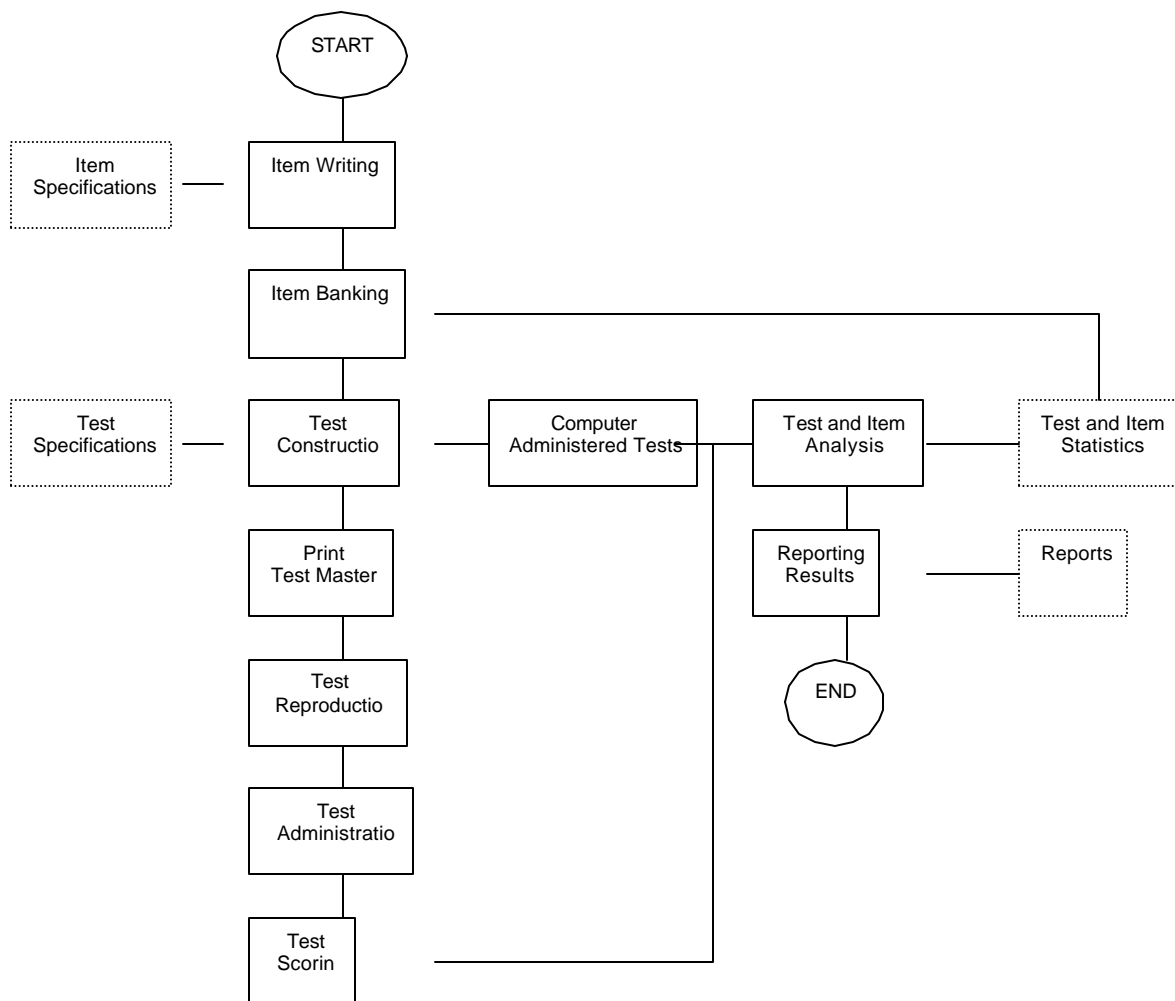 START
Item
Specifications
Item Writing
Item Banking
Test
Specifications
Test
Constructio
Computer
Administered Tests
Test and Item
Analysis
Test and Item
Statistics
Print
Test Master
Reporting
Results
Reports
Test
Reproductio
END
Test
Administratio
Test
Scorin